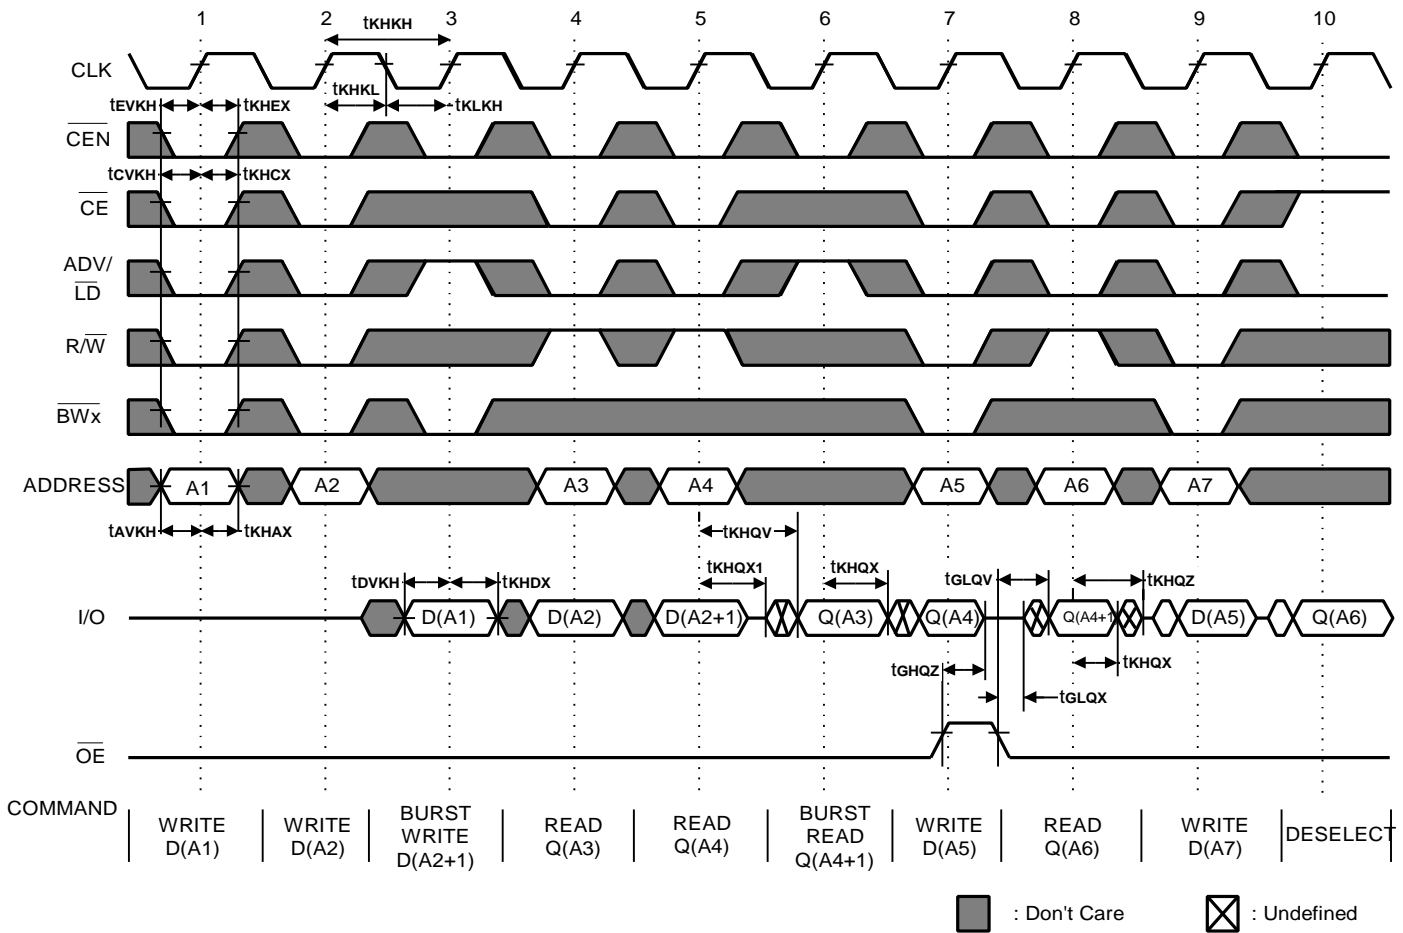 1 2 3 4 5 6 7 8 9 10
tKHKH
CLK
tKHKL tKLKH
tEVKH tKHEX
CEN
tCVKH tKHCX
CE
ADV/
LD
R/W
BWx
ADDRESS A1 A2 A3 A4 A5 A6 A7
tAVKH tKHAX tKHQV
tDVKH tKHDX tKHQX1 tKHQX tGLQV tKHQZ
I/O D(A1) D(A2) D(A2+1) Q(A3) Q(A4) Q(A4+1 D(A5) Q(A6)
tGHQZ tKHQX
tGLQX
OE
COMMAND
WRITE
D(A1)
WRITE
D(A2)
BURST
WRITE
D(A2+1)
READ
Q(A3)
READ
Q(A4)
BURST
READ
Q(A4+1)
WRITE
D(A5)
READ
Q(A6)
WRITE
D(A7)
DESELECT
: Don't Care
: Undefined